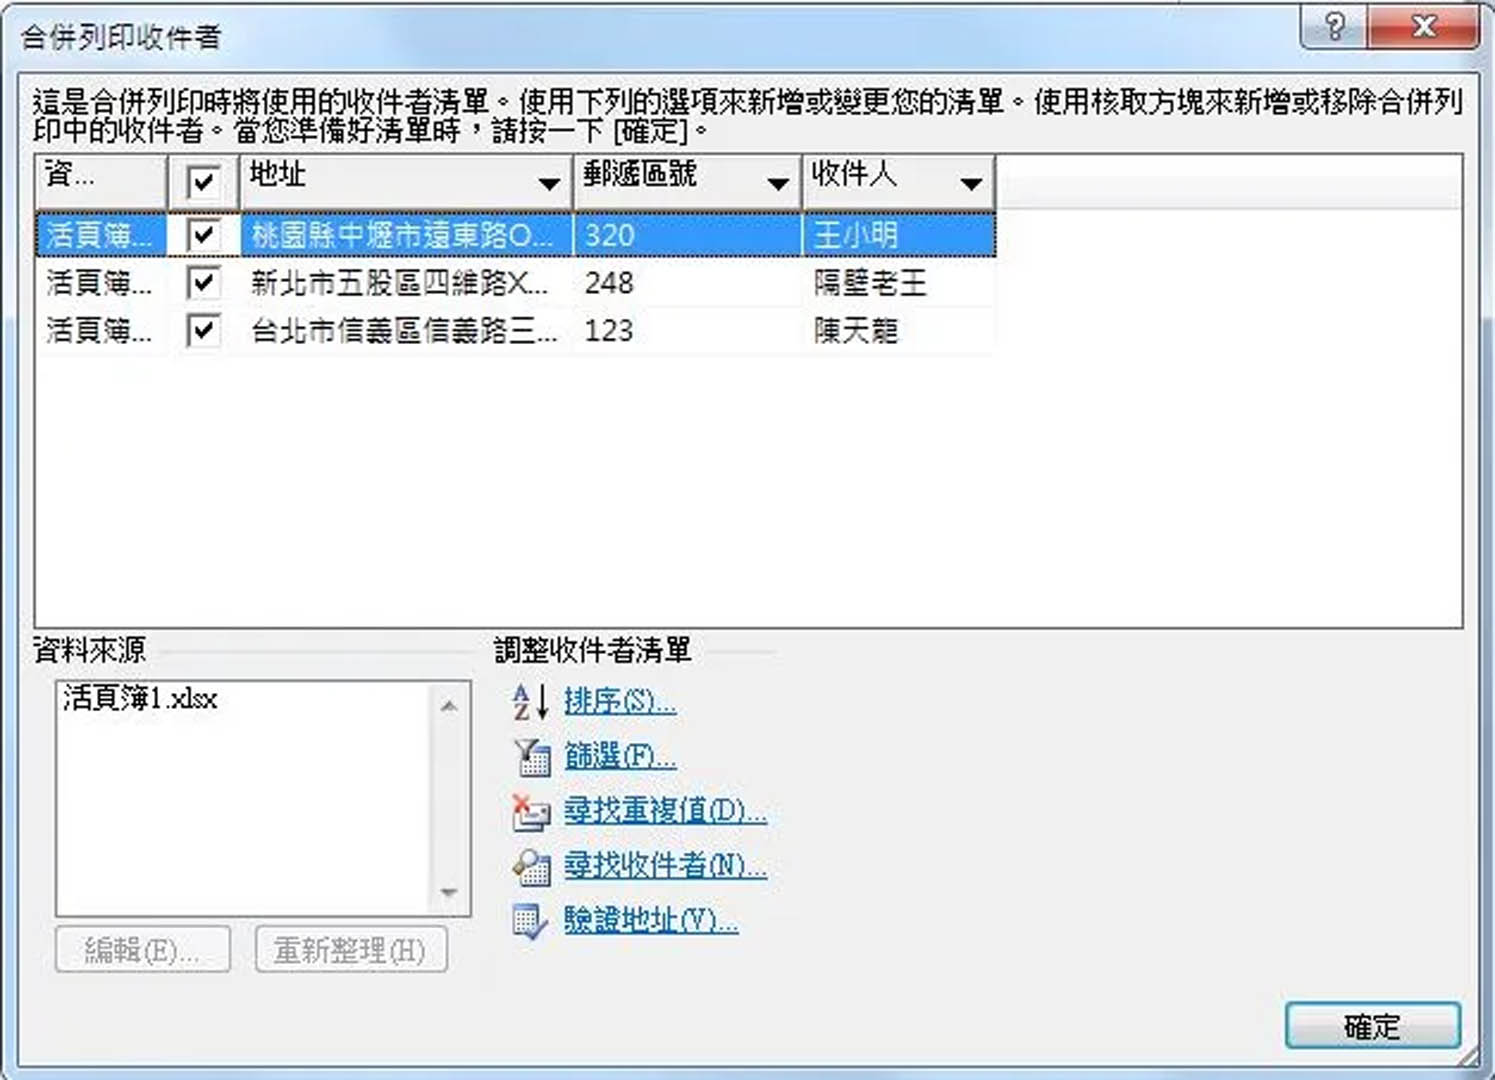 合併列印收件者
這是合併列印時將使用的收件者清單。使用下列的選項來新增或變更您的清單。使用核取方塊來新增或移除合併列
印中的收件者。當您準備好清單時，請按一下 [確定]。
資... 地址 郵遞區號 收件人
活頁簿... 桃園縣中壢市遠東路O... 320 王小明
活頁簿... 新北市五股區四維路X... 248 隔壁老王
活頁簿... 台北市信義區信義路三... 123 陳天龍
資料來源
活頁簿1.xlsx
編輯(E)... 重新整理(H)
調整收件者清單
排序(S)...
篩選(F)...
尋找重複值(D)...
尋找收件者(N)...
驗證地址(V)...
確定